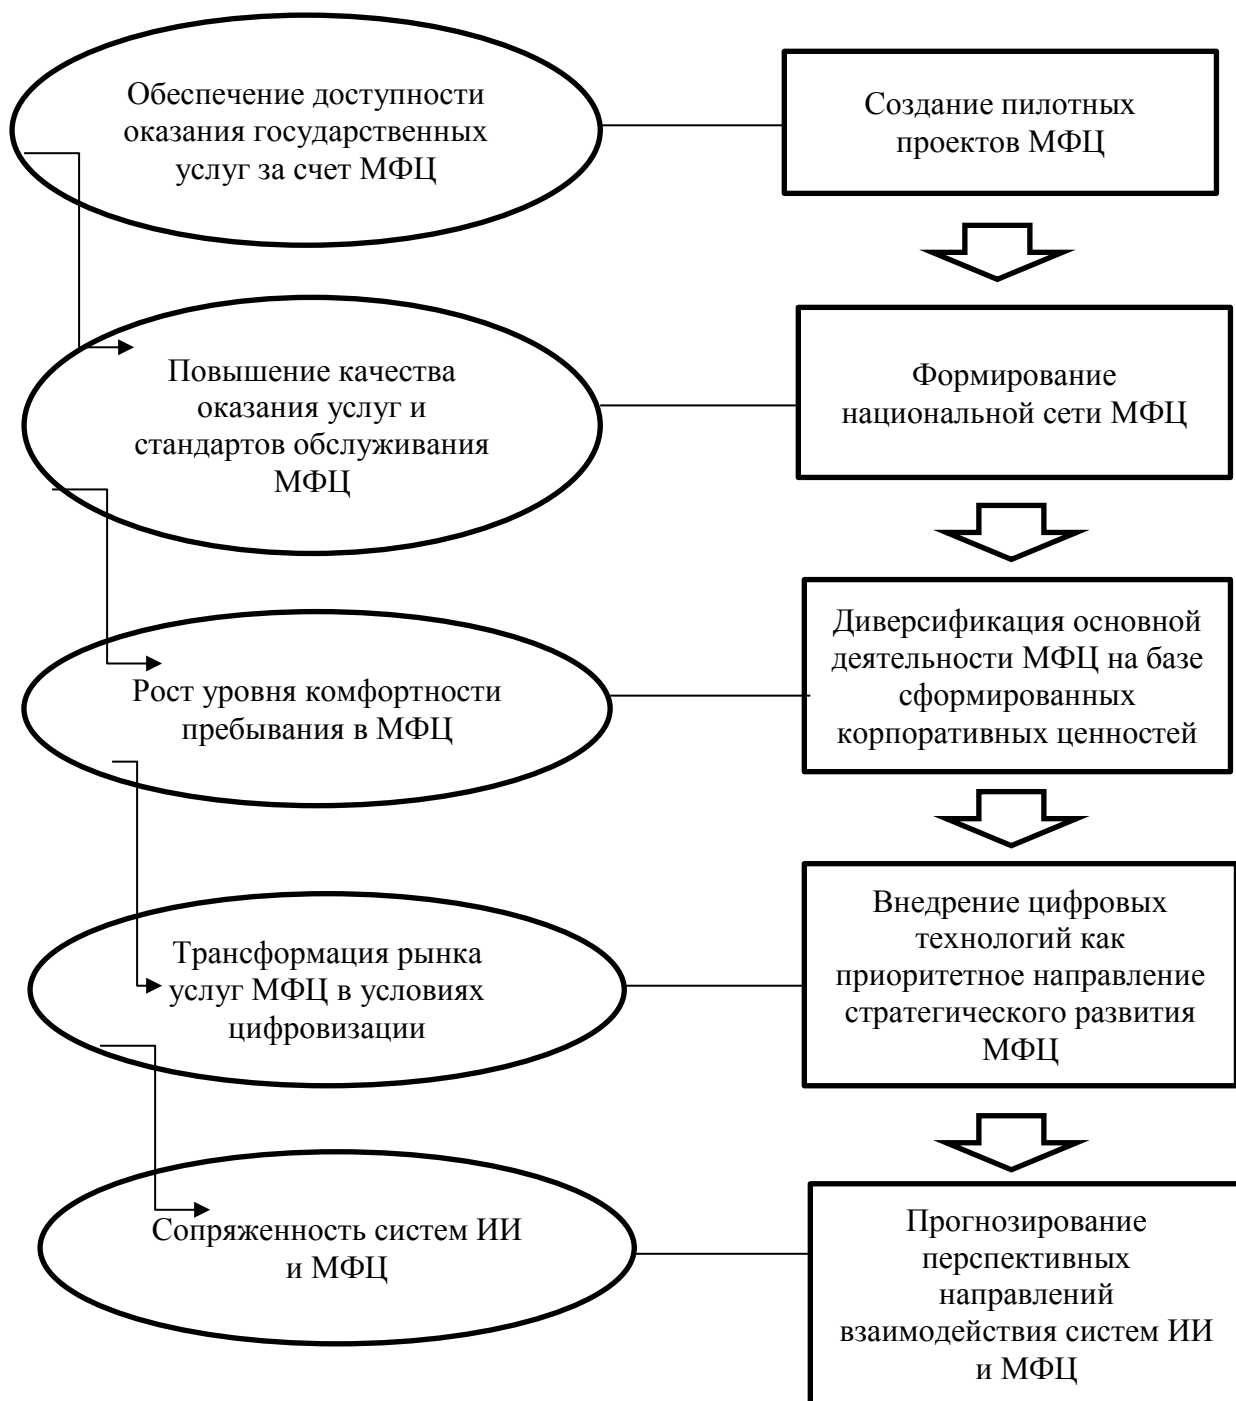 Обеспечение доступности
оказания государственных
услуг за счет МФЦ
Создание пилотных
проектов МФЦ
Повышение качества
оказания услуг и
стандартов обслуживания
МФЦ
Формирование
национальной сети МФЦ
Рост уровня комфортности
пребывания в МФЦ
Диверсификация основной
деятельности МФЦ на базе
сформированных
корпоративных ценностей
Трансформация рынка
услуг МФЦ в условиях
цифровизации
Внедрение цифровых
технологий как
приоритетное направление
стратегического развития
МФЦ
Сопряженность систем ИИ
и МФЦ
Прогнозирование
перспективных
направлений
взаимодействия систем ИИ
и МФЦ